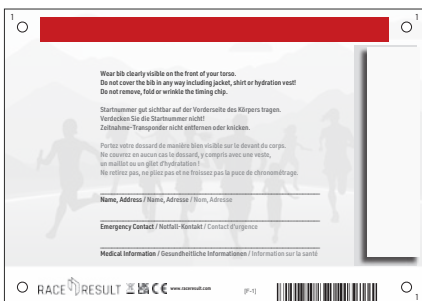 1
1
Wear bib clearly visible on the front of your torso.
Do not cover the bib in any way including jacket, shirt or hydration vest!
Do not remove, fold or wrinkle the timing chip.
Startnummer gut sichtbar auf der Vorderseite des Körpers tragen.
Verdecken Sie die Startnummer nicht!
Zeitnahme-Transponder nicht entfernen oder knicken.
Portez votre dossard de manière bien visible sur le devant du corps.
Ne couvrez en aucun cas le dossard, y compris avec une veste,
un maillot ou un gilet d'hydratation !
Ne retirez pas, ne pliez pas et ne froissez pas la puce de chronométrage.
Name, Address / Name, Adresse / Nom, Adresse
Emergency Contact / Notfall-Kontakt / Contact d'urgence
Medical Information / Gesundheitliche Informationen / Information sur la santé
RACE RESULT CE www.raceresult.com [F-1]
1